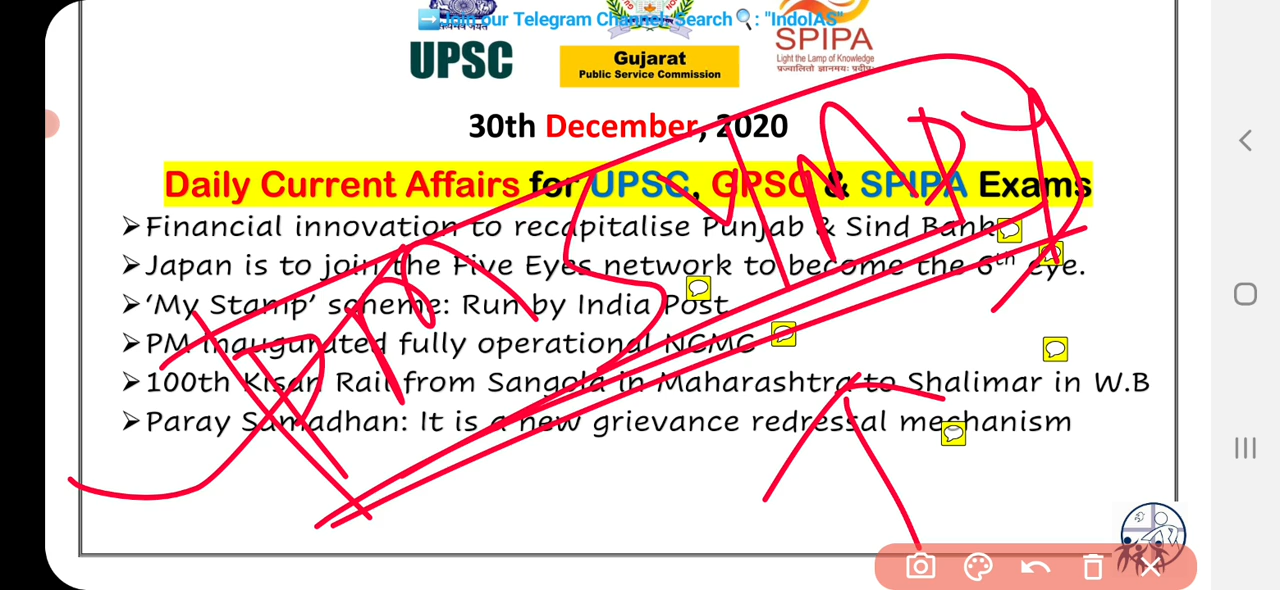 ➡Join our Telegram Channel: Search🔍: "IndoIAS"
UPSC
Gujarat
Public Service Commission
SPIPA
Light the Lamp of Knowledge
प्रज्वालितो ज्ञानमयः प्रदीपः
30th December, 2020
Daily Current Affairs for UPSC, GPSC & SPIPA Exams
➢Financial innovation to recapitalise Punjab & Sind Bank
➢Japan is to join the Five Eyes network to become the 6th eye.
➢‘My Stamp’ scheme: Run by India Post
➢PM inaugurated fully operational NCMC
➢100th Kisan Rail from Sangola in Maharashtra to Shalimar in W.B
➢Paray Samadhan: It is a new grievance redressal mechanism